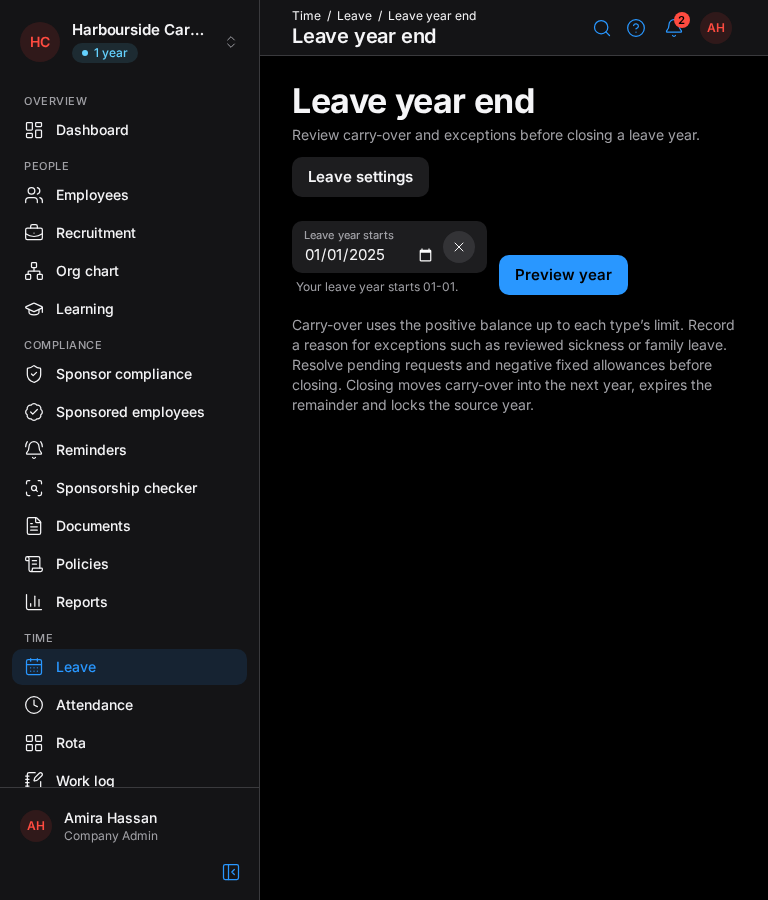 HC
Harbourside Car...
1 year
OVERVIEW
Dashboard
PEOPLE
Employees
Recruitment
Org chart
Learning
COMPLIANCE
Sponsor compliance
Sponsored employees
Reminders
Sponsorship checker
Documents
Policies
Reports
TIME
Leave
Attendance
Rota
Work log
AH
Amira Hassan
Company Admin
Time / Leave / Leave year end
Leave year end
2
AH
Leave year end
Review carry-over and exceptions before closing a leave year.
Leave settings
Leave year starts
01/01/2025
Your leave year starts 01-01.
Preview year
Carry-over uses the positive balance up to each type’s limit. Record
a reason for exceptions such as reviewed sickness or family leave.
Resolve pending requests and negative fixed allowances before
closing. Closing moves carry-over into the next year, expires the
remainder and locks the source year.